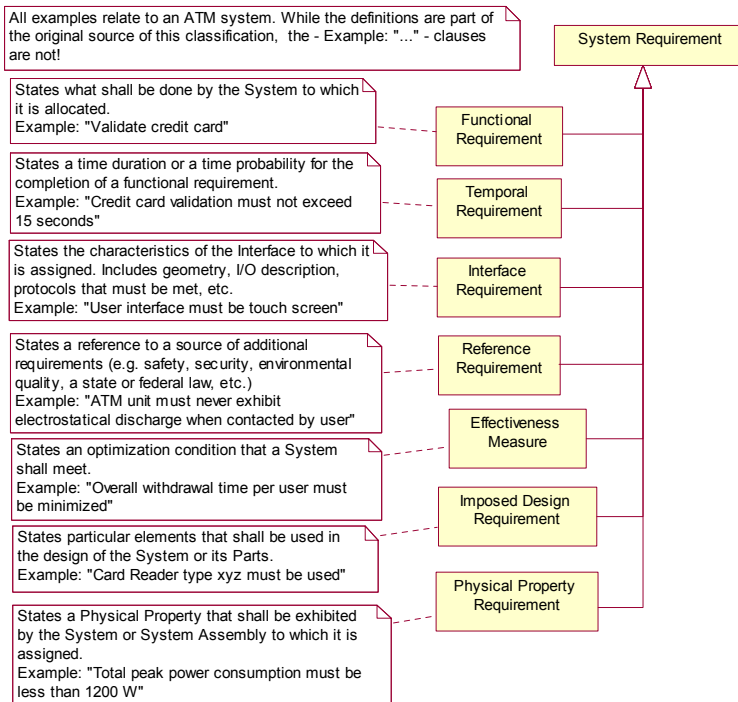 All examples relate to an ATM system. While the definitions are part of
the original source of this classification,  the - Example: "..." - clauses
are not!
System Requirement
States what shall be done by the System to which
it is allocated.
Example: "Validate credit card"
Functional
Requirement
States a time duration or a time probability for the
completion of a functional requirement.
Example: "Credit card validation must not exceed
15 seconds"
Temporal
Requirement
States the characteristics of the Interface to which it
is assigned. Includes geometry, I/O description,
protocols that must be met, etc.
Example: "User interface must be touch screen"
Interface
Requirement
States a reference to a source of additional
requirements (e.g. safety, security, environmental
quality, a state or federal law, etc.)
Example: "ATM unit must never exhibit
electrostatical discharge when contacted by user"
Reference
Requirement
States an optimization condition that a System
shall meet.
Example: "Overall withdrawal time per user must
be minimized"
Effectiveness
Measure
States particular elements that shall be used in
the design of the System or its Parts.
Example: "Card Reader type xyz must be used"
Imposed Design
Requirement
States a Physical Property that shall be exhibited
by the System or System Assembly to which it is
assigned.
Example: "Total peak power consumption must be
less than 1200 W"
Physical Property
Requirement